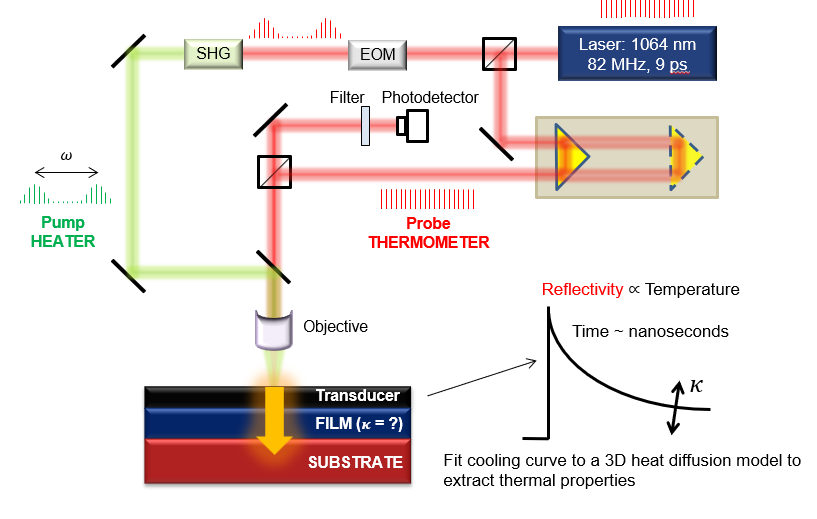 Laser: 1064 nm
82 MHz, 9 ps
SHG
EOM
Filter
Photodetector
ω
Pump
HEATER
Probe
THERMOMETER
Objective
Reflectivity ∝ Temperature
Time ~ nanoseconds
κ
Transducer
FILM (κ = ?)
SUBSTRATE
Fit cooling curve to a 3D heat diffusion model to
extract thermal properties